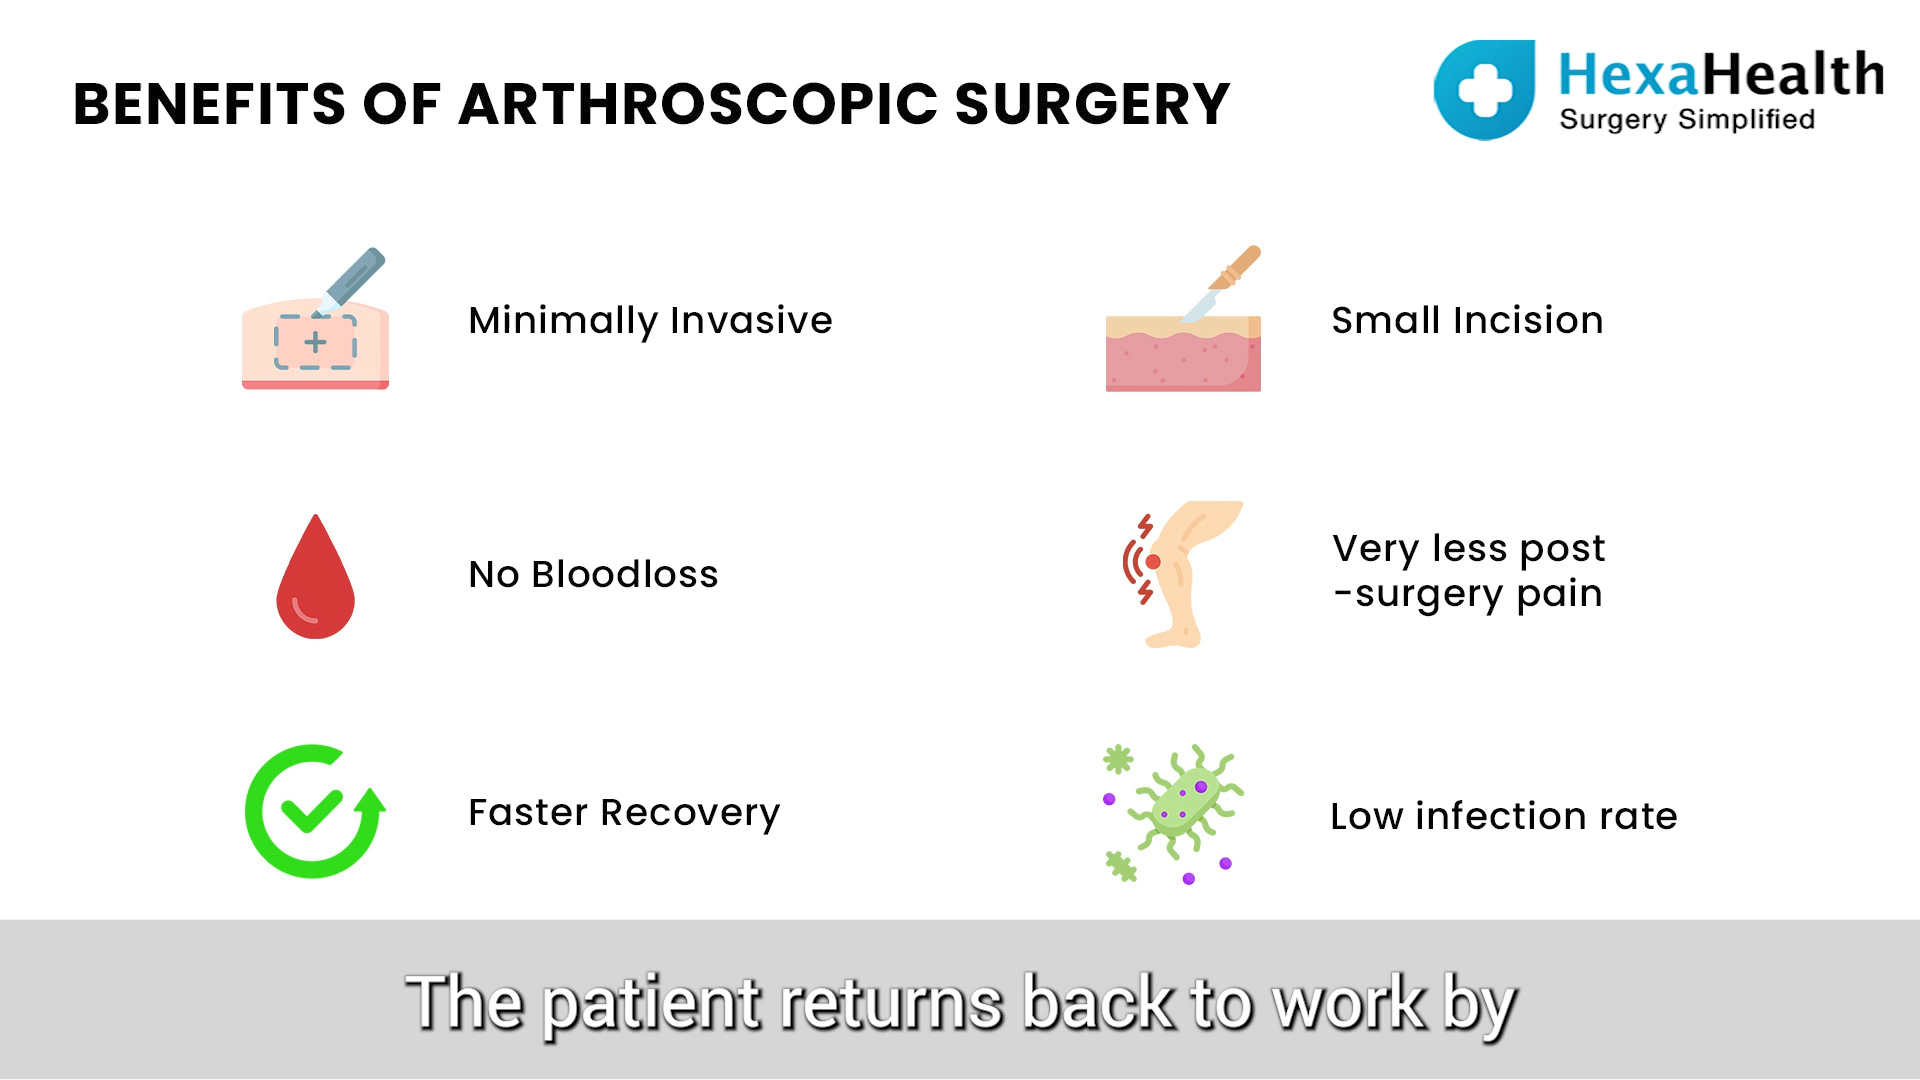 BENEFITS OF ARTHROSCOPIC SURGERY
HexaHealth
Surgery Simplified
Minimally Invasive
Small Incision
No Bloodloss
Very less post
-surgery pain
Faster Recovery
Low infection rate
The patient returns back to work by